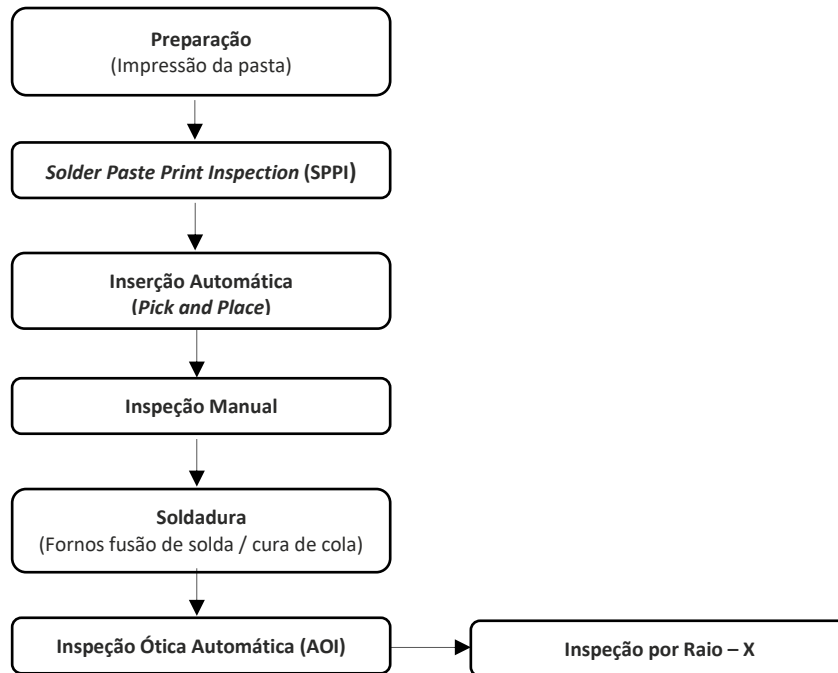 Preparação
(Impressão da pasta)
Solder Paste Print Inspection (SPPI)
Inserção Automática
(Pick and Place)
Inspeção Manual
Soldadura
(Fornos fusão de solda / cura de cola)
Inspeção Ótica Automática (AOI)
Inspeção por Raio – X